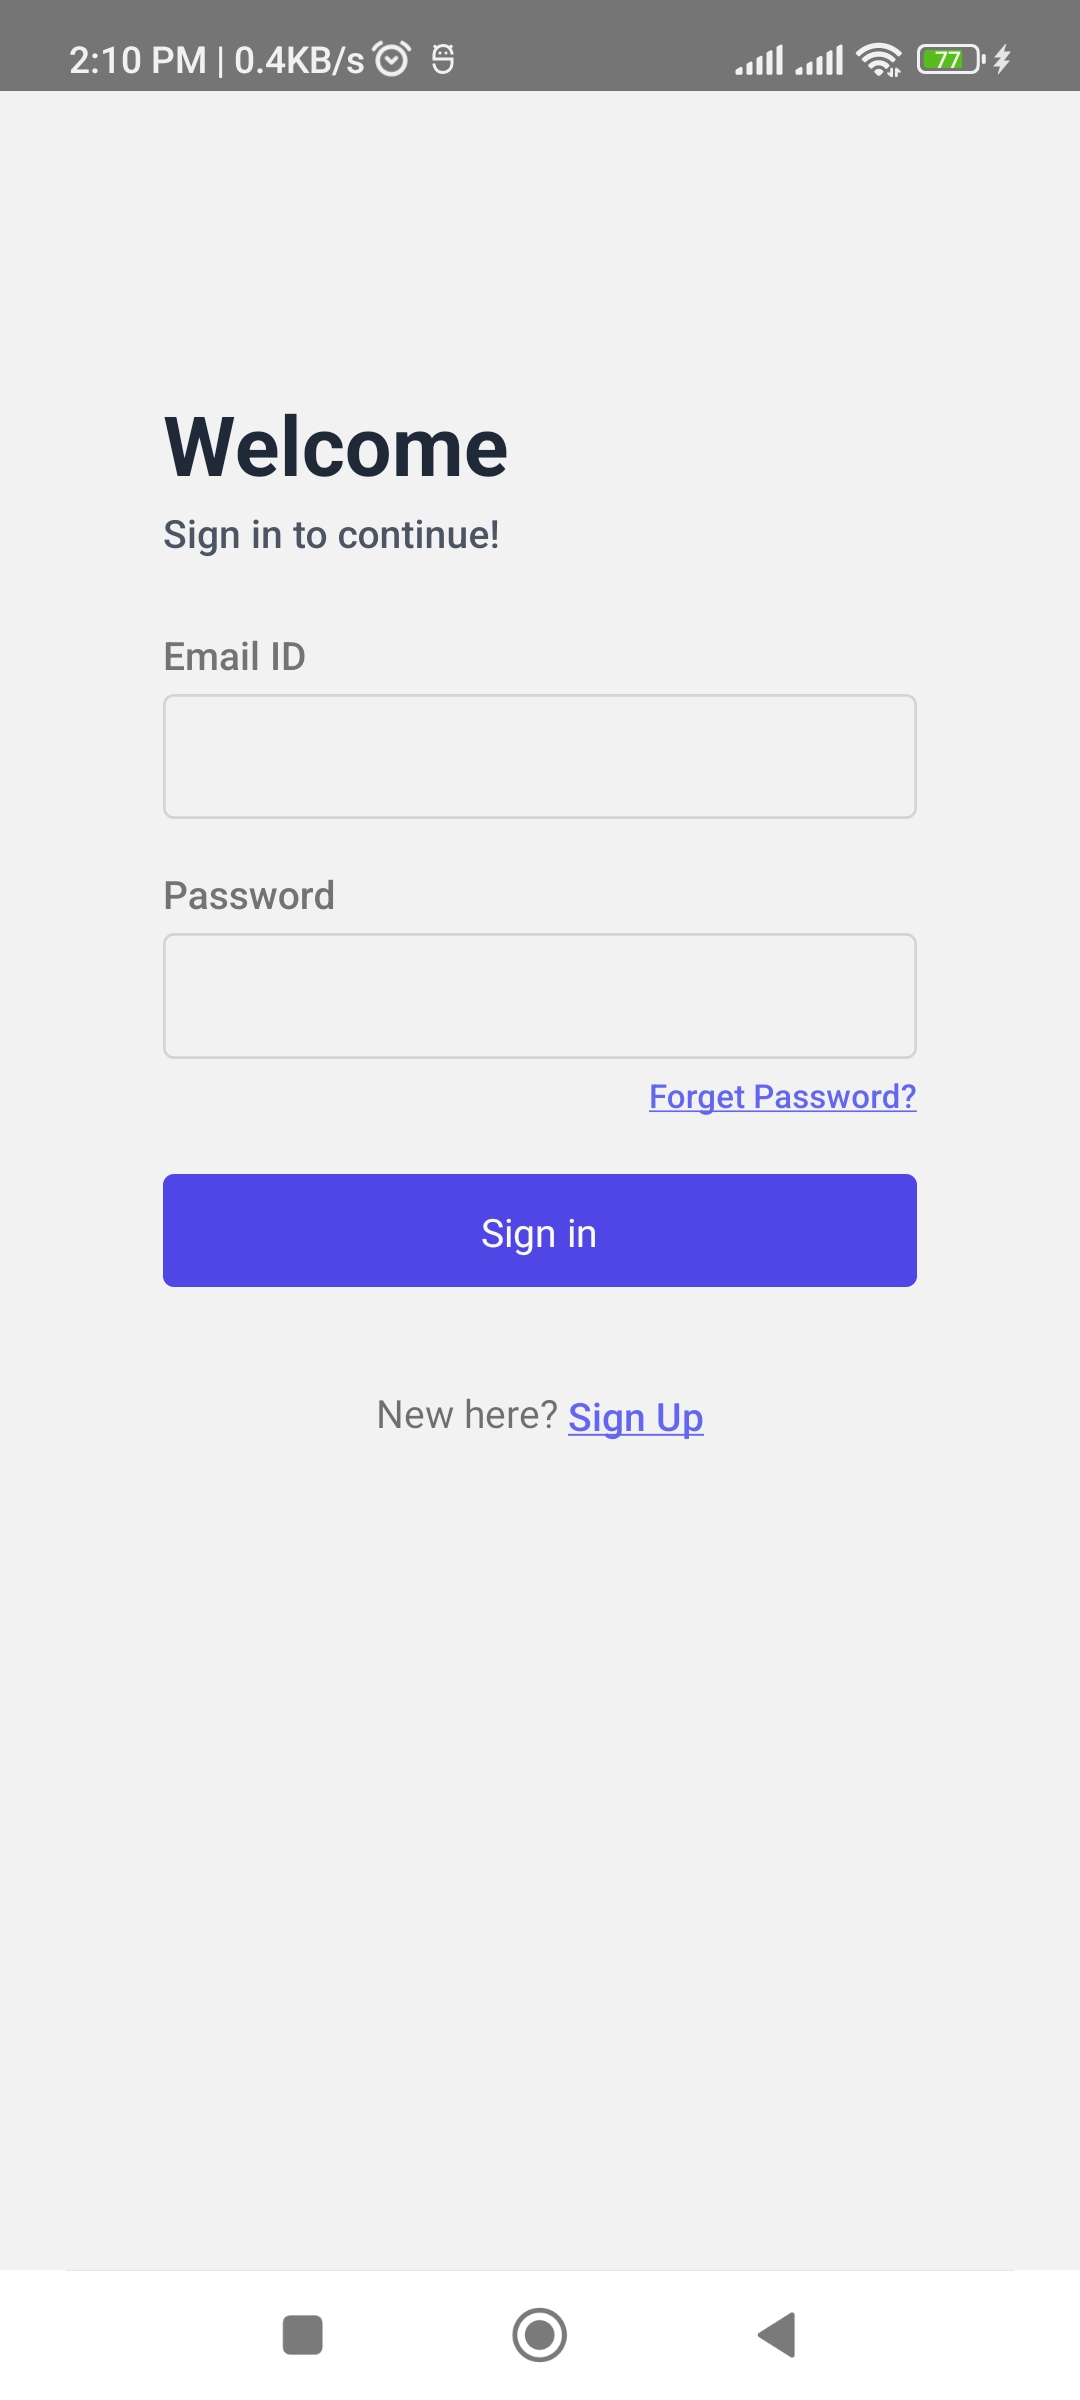 2:10 PM | 0.4KB/s 77
Welcome
Sign in to continue!
Email ID
Password
Forget Password?
Sign in
New here? Sign Up